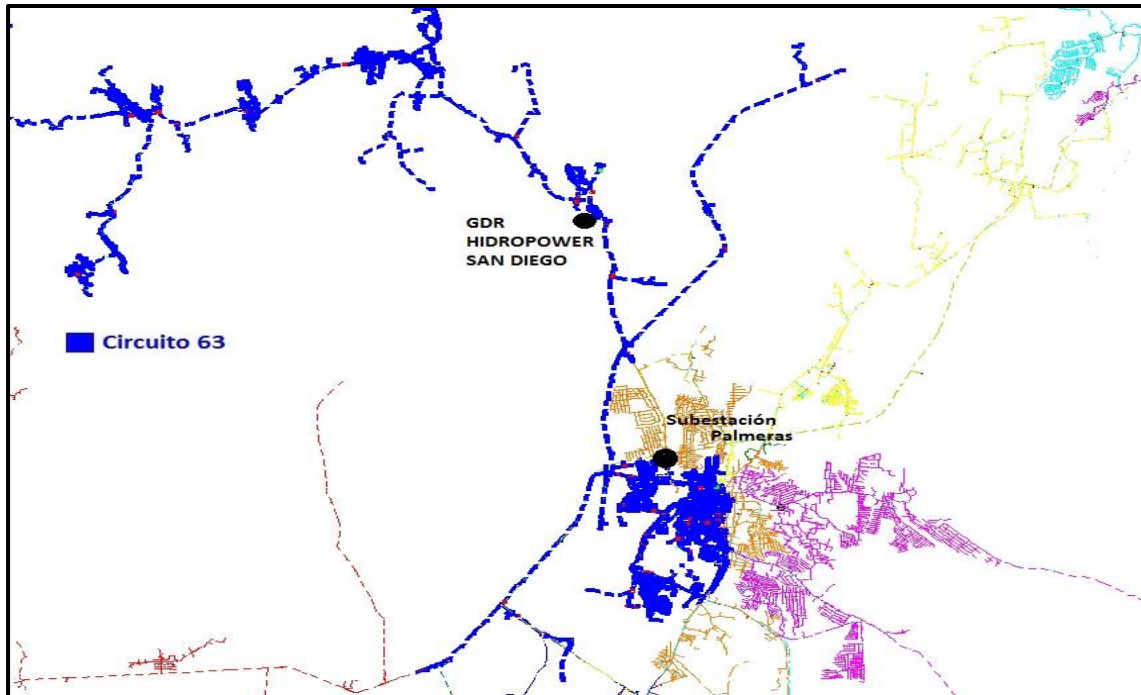 GDR
HIDROPOWER
SAN DIEGO
Circuito 63
Subestación
Palmeras